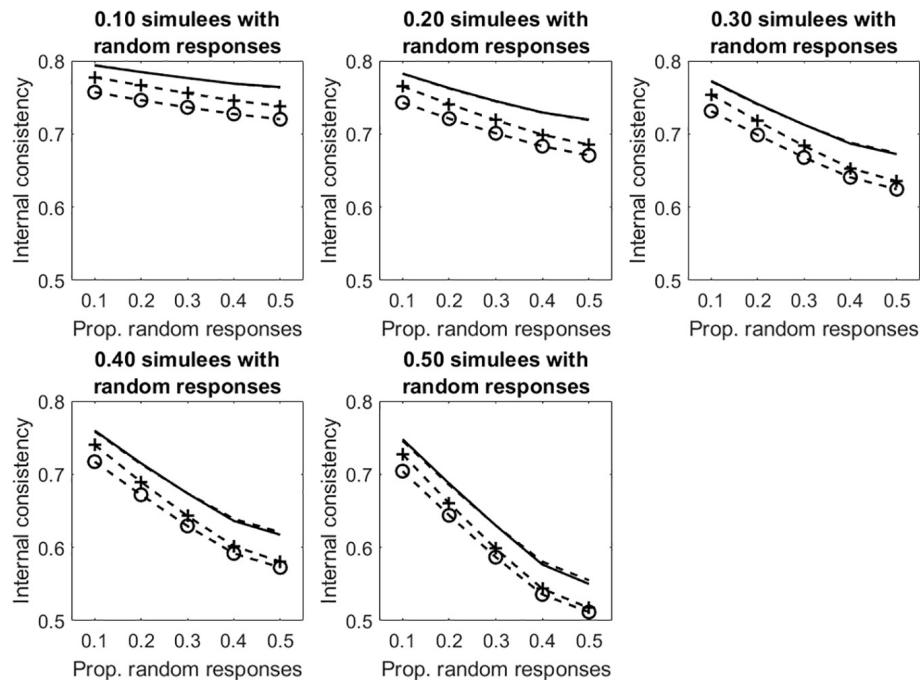 0.10 simulees with
random responses
Internal consistency
0.8
0.7
0.6
0.5
0.1 0.2 0.3 0.4 0.5
Prop. random responses
0.20 simulees with
random responses
Internal consistency
0.8
0.7
0.6
0.5
0.1 0.2 0.3 0.4 0.5
Prop. random responses
0.30 simulees with
random responses
Internal consistency
0.8
0.7
0.6
0.5
0.1 0.2 0.3 0.4 0.5
Prop. random responses
0.40 simulees with
random responses
Internal consistency
0.8
0.7
0.6
0.5
0.1 0.2 0.3 0.4 0.5
Prop. random responses
0.50 simulees with
random responses
Internal consistency
0.8
0.7
0.6
0.5
0.1 0.2 0.3 0.4 0.5
Prop. random responses